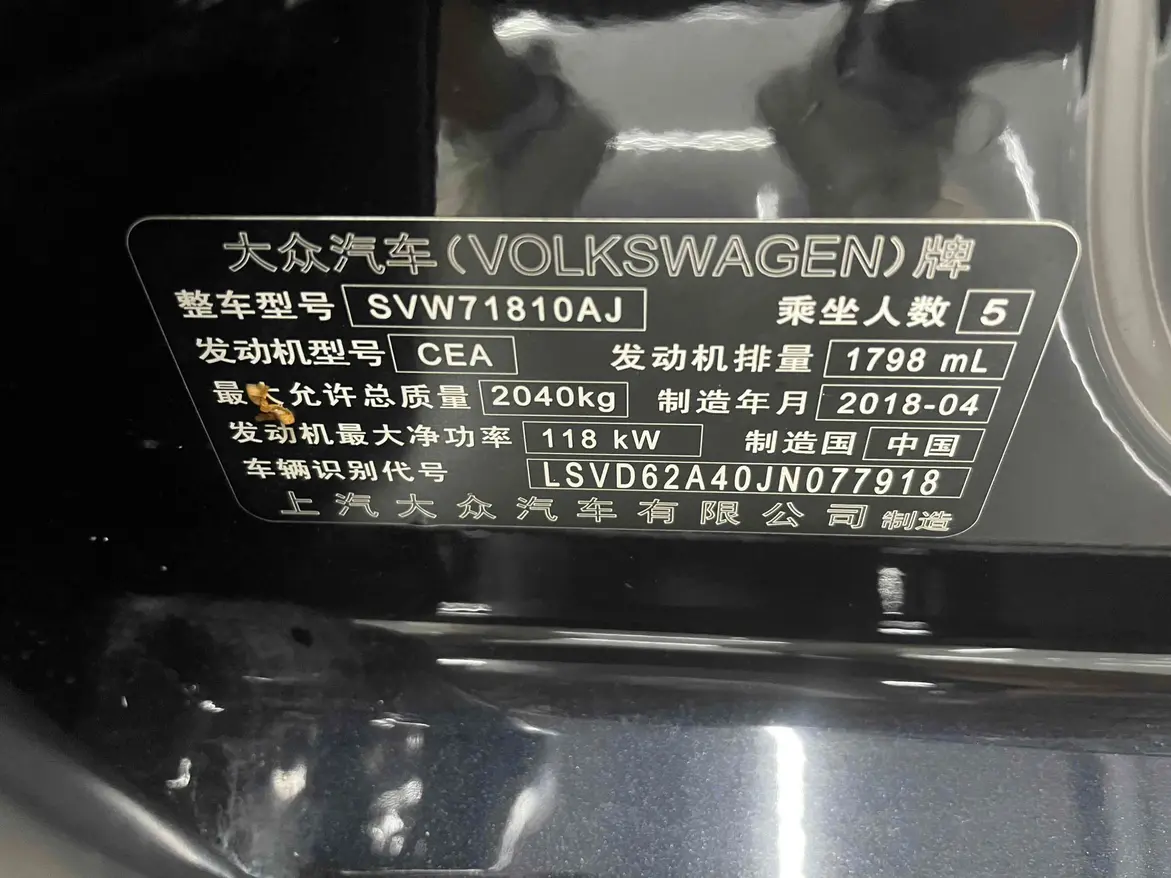 大众汽车(VOLKSWAGEN)牌
整车型号 SVW71810AJ 乘坐人数 5
发动机型号 CEA 发动机排量 1798 mL
最大允许总质量 2040kg 制造年月 2018-04
发动机最大净功率 118 kW 制造国 中国
车辆识别代号 LSVD62A40JN077918
上汽大众汽车有限公司 制造